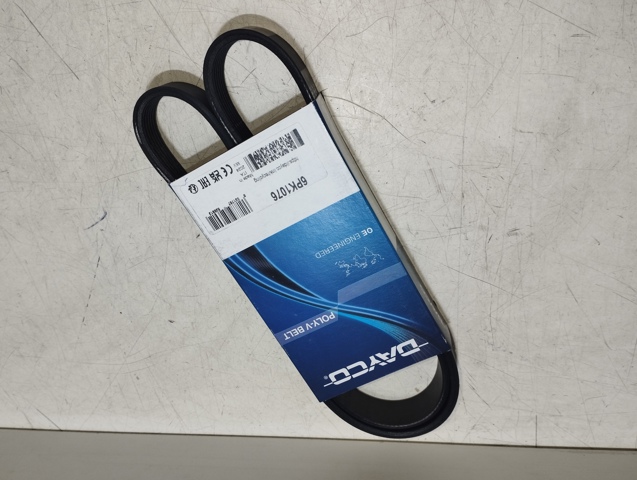 6PK1076
OE ENGINEERED
POLY-V BELT
DAYCO